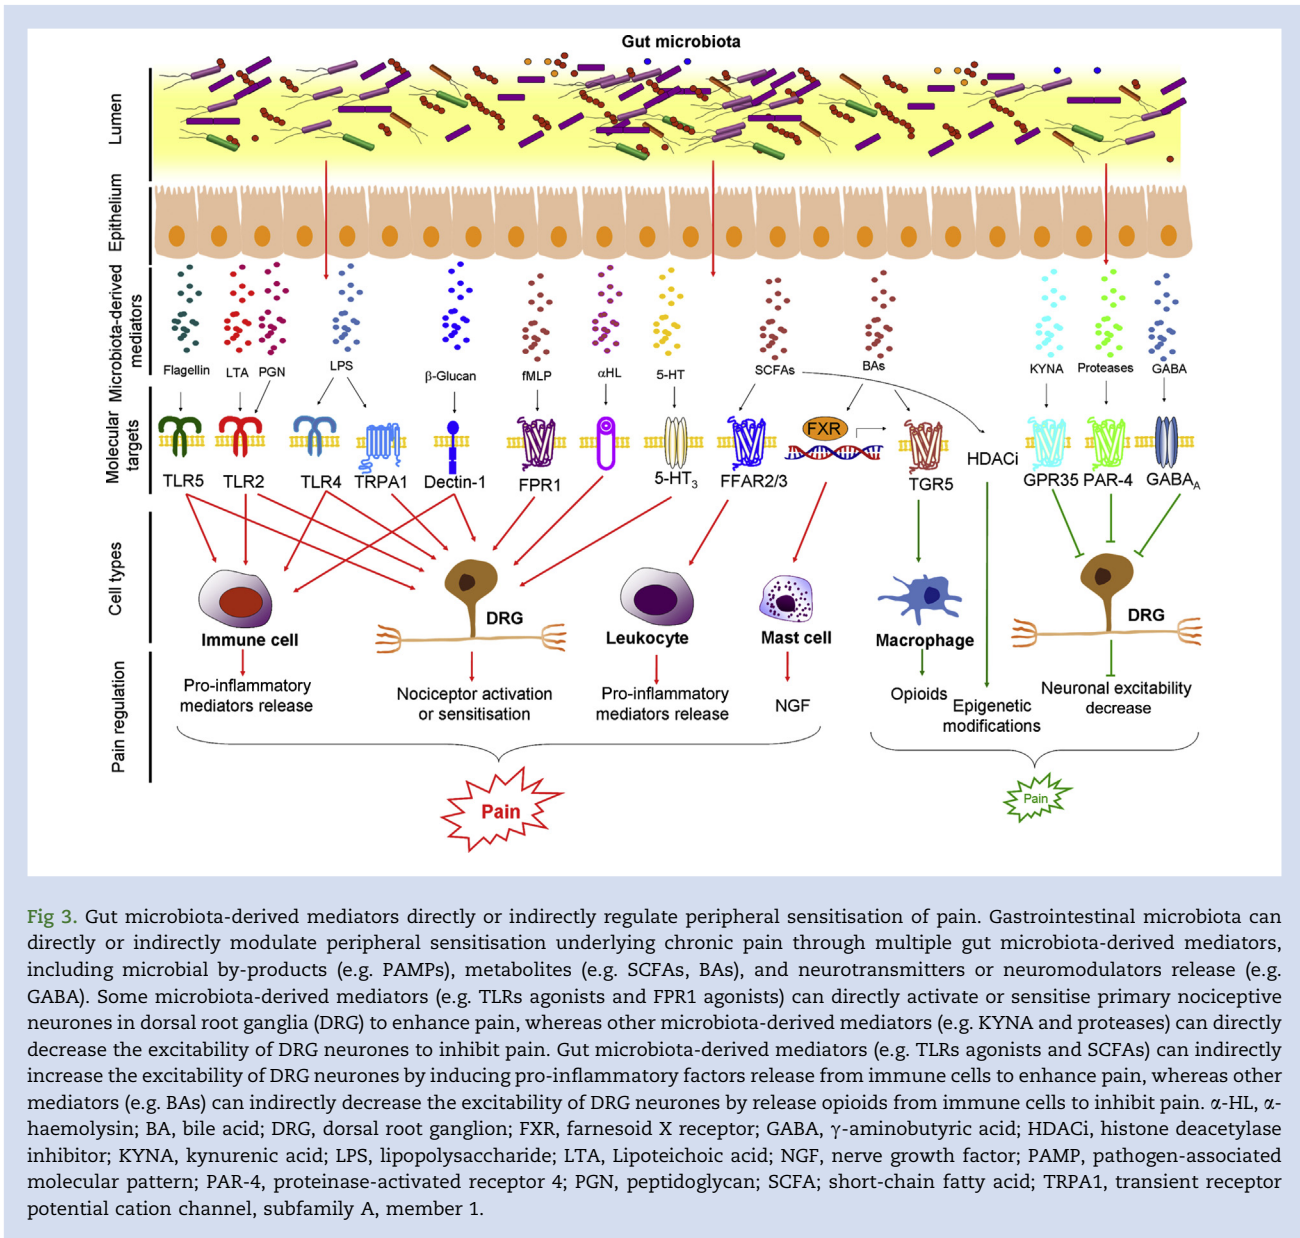 Gut microbiota
Lumen
Epithelium
Microbiota-derived
mediators
Flagellin
LTA
PGN
LPS
β-Glucan
fMLP
αHL
5-HT
SCFAs
BAs
KYNA
Proteases
GABA
Molecular
targets
TLR5
TLR2
TLR4
TRPA1
Dectin-1
FPR1
5-HT3
FFAR2/3
FXR
TGR5
HDACi
GPR35
PAR-4
GABAA
Cell types
Immune cell
DRG
Leukocyte
Mast cell
Macrophage
DRG
Pain regulation
Pro-inflammatory
mediators release
Nociceptor activation
or sensitisation
Pro-inflammatory
mediators release
NGF
Opioids
Epigenetic
modifications
Neuronal excitability
decrease
Pain
Pain
Fig 3. Gut microbiota-derived mediators directly or indirectly regulate peripheral sensitisation of pain. Gastrointestinal microbiota can
directly or indirectly modulate peripheral sensitisation underlying chronic pain through multiple gut microbiota-derived mediators,
including microbial by-products (e.g. PAMPs), metabolites (e.g. SCFAs, BAs), and neurotransmitters or neuromodulators release (e.g.
GABA). Some microbiota-derived mediators (e.g. TLRs agonists and FPR1 agonists) can directly activate or sensitise primary nociceptive
neurones in dorsal root ganglia (DRG) to enhance pain, whereas other microbiota-derived mediators (e.g. KYNA and proteases) can directly
decrease the excitability of DRG neurones to inhibit pain. Gut microbiota-derived mediators (e.g. TLRs agonists and SCFAs) can indirectly
increase the excitability of DRG neurones by inducing pro-inflammatory factors release from immune cells to enhance pain, whereas other
mediators (e.g. BAs) can indirectly decrease the excitability of DRG neurones by release opioids from immune cells to inhibit pain. α-HL, α-
haemolysin; BA, bile acid; DRG, dorsal root ganglion; FXR, farnesoid X receptor; GABA, γ-aminobutyric acid; HDACi, histone deacetylase
inhibitor; KYNA, kynurenic acid; LPS, lipopolysaccharide; LTA, Lipoteichoic acid; NGF, nerve growth factor; PAMP, pathogen-associated
molecular pattern; PAR-4, proteinase-activated receptor 4; PGN, peptidoglycan; SCFA; short-chain fatty acid; TRPA1, transient receptor
potential cation channel, subfamily A, member 1.